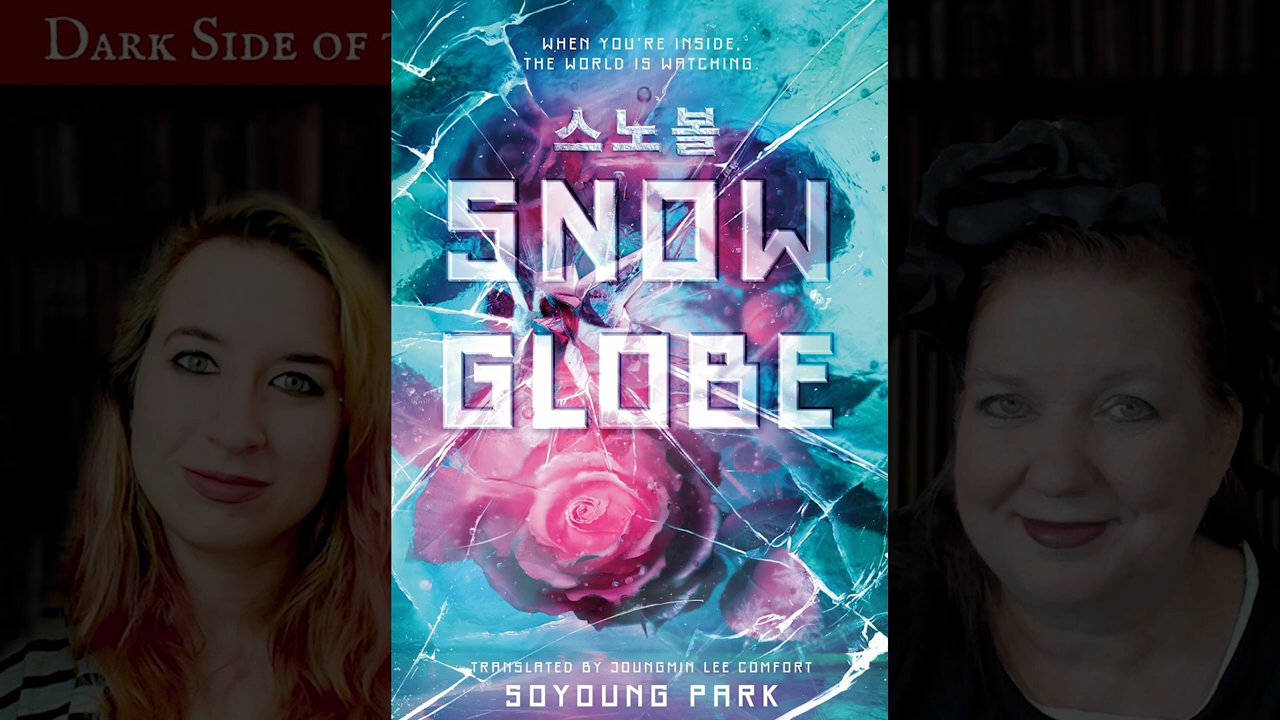 DARK SIDE OF
WHEN YOU'RE INSIDE,
THE WORLD IS WATCHING.
스노볼
SNOW
GLOBE
TRANSLATED BY JOUNGMIN LEE COMFORT
SOYOUNG PARK